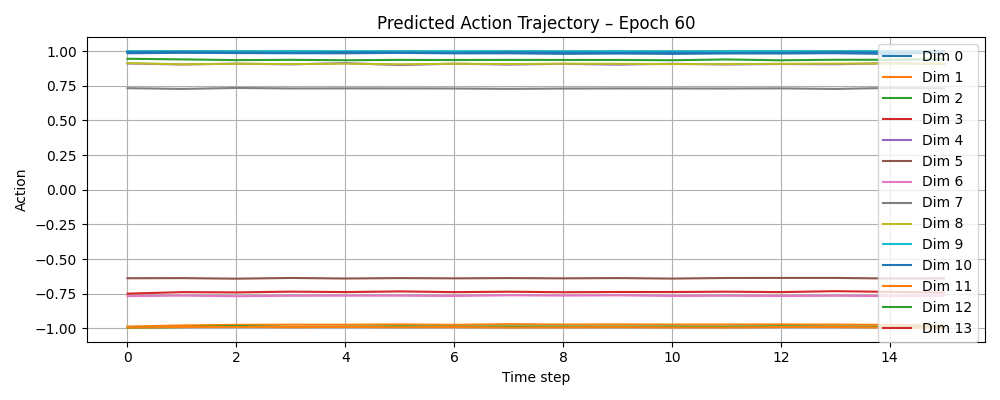 Predicted Action Trajectory – Epoch 60
1.00
0.75
0.50
0.25
0.00
−0.25
−0.50
−0.75
−1.00
Action
0 2 4 6 8 10 12 14
Time step
Dim 0
Dim 1
Dim 2
Dim 3
Dim 4
Dim 5
Dim 6
Dim 7
Dim 8
Dim 9
Dim 10
Dim 11
Dim 12
Dim 13